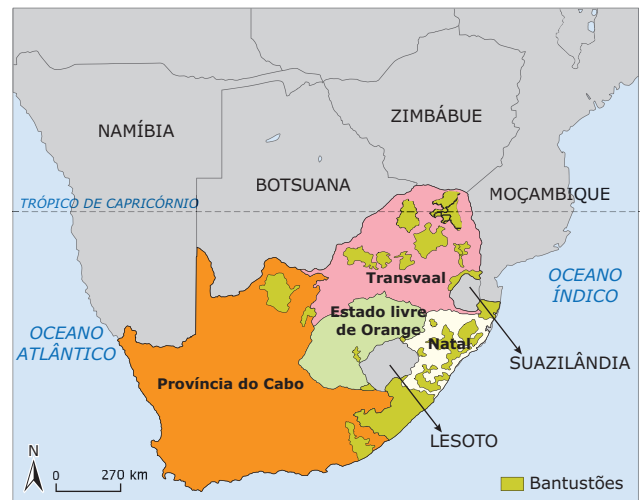 ZIMBÁBUE
NAMÍBIA
BOTSUANA
MOÇAMBIQUE
TRÓPICO DE CAPRICÓRNIO
Transvaal
OCEANO
ÍNDICO
Estado livre
de Orange
OCEANO
ATLÂNTICO
Natal
SUAZILÂNDIA
Província do Cabo
LESOTO
N
0 270 km
Bantustões